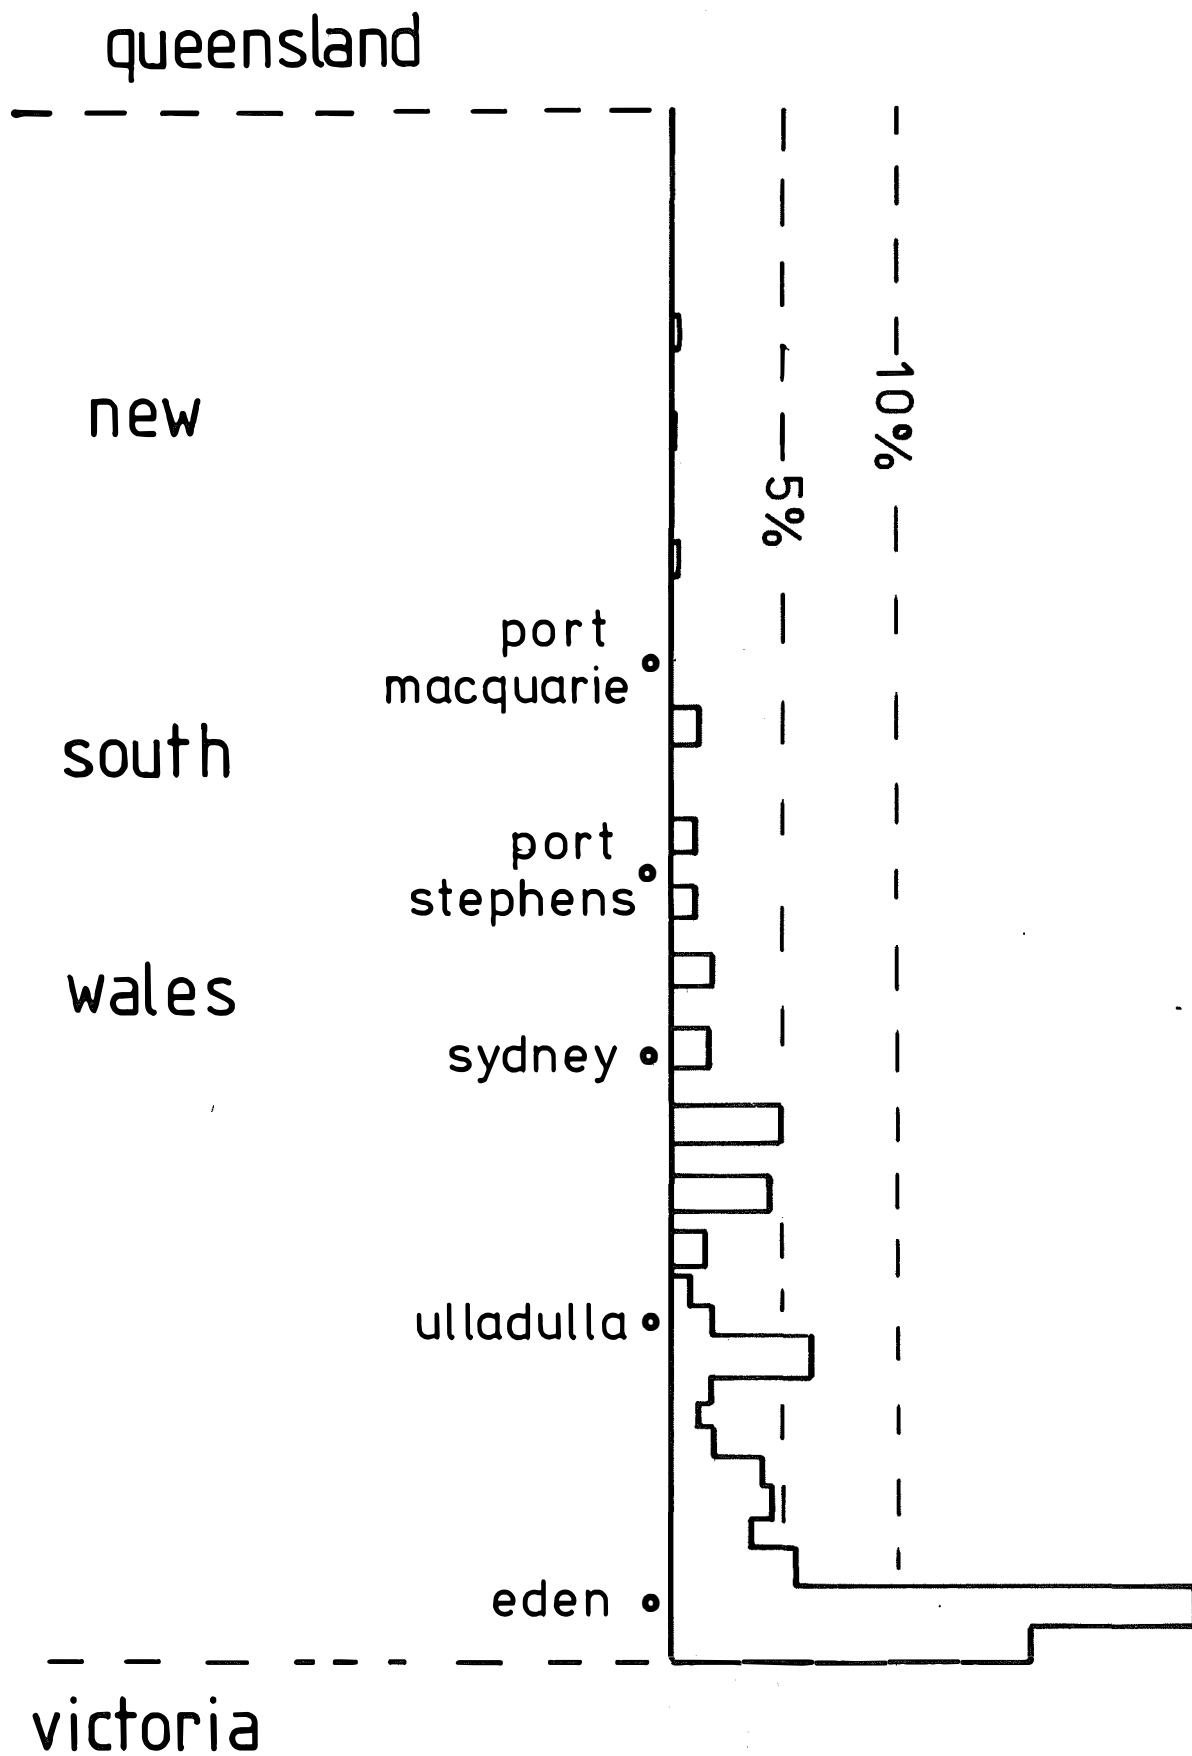 queensland
new
10%
5%
port
macquarie
south
port
stephens
wales
sydney
ulladulla
eden
victoria